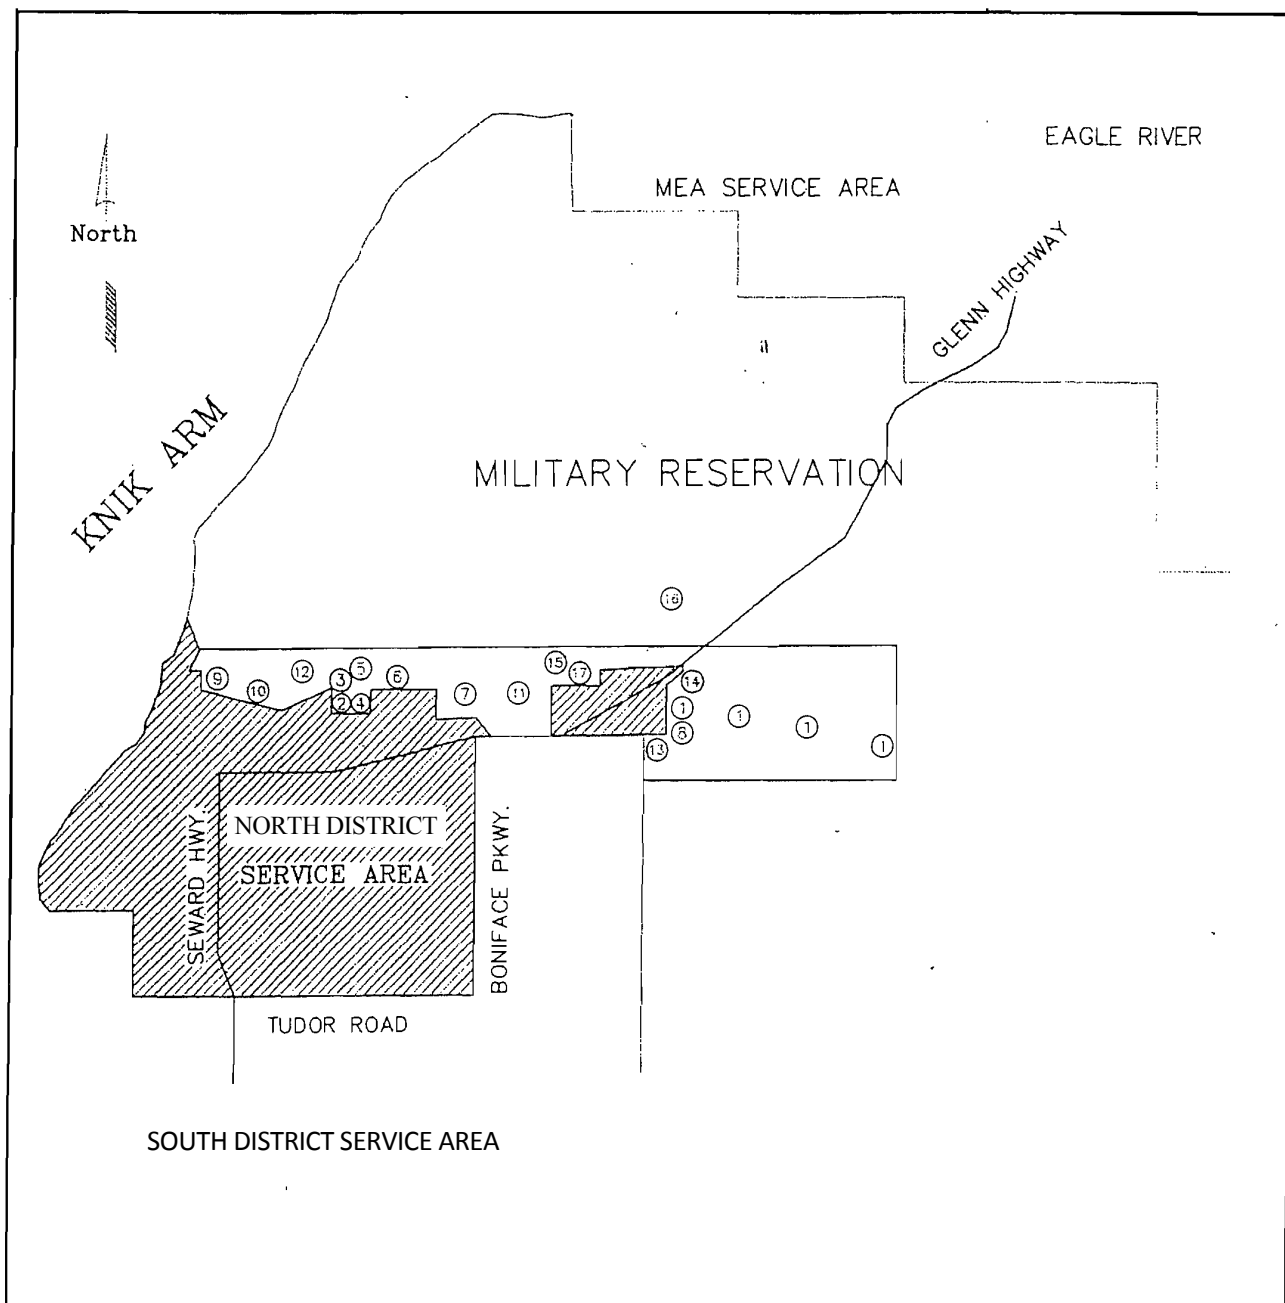 EAGLE RIVER
MEA SERVICE AREA
North
GLENN HIGHWAY
KNIK ARM
MILITARY RESERVATION
16
12
5
15
3
6
17
9
14
10
7
11
2
4
1
1
1
8
13
1
SEWARD HWY.
NORTH DISTRICT
SERVICE AREA
BONIFACE PKWY.
TUDOR ROAD
SOUTH DISTRICT SERVICE AREA